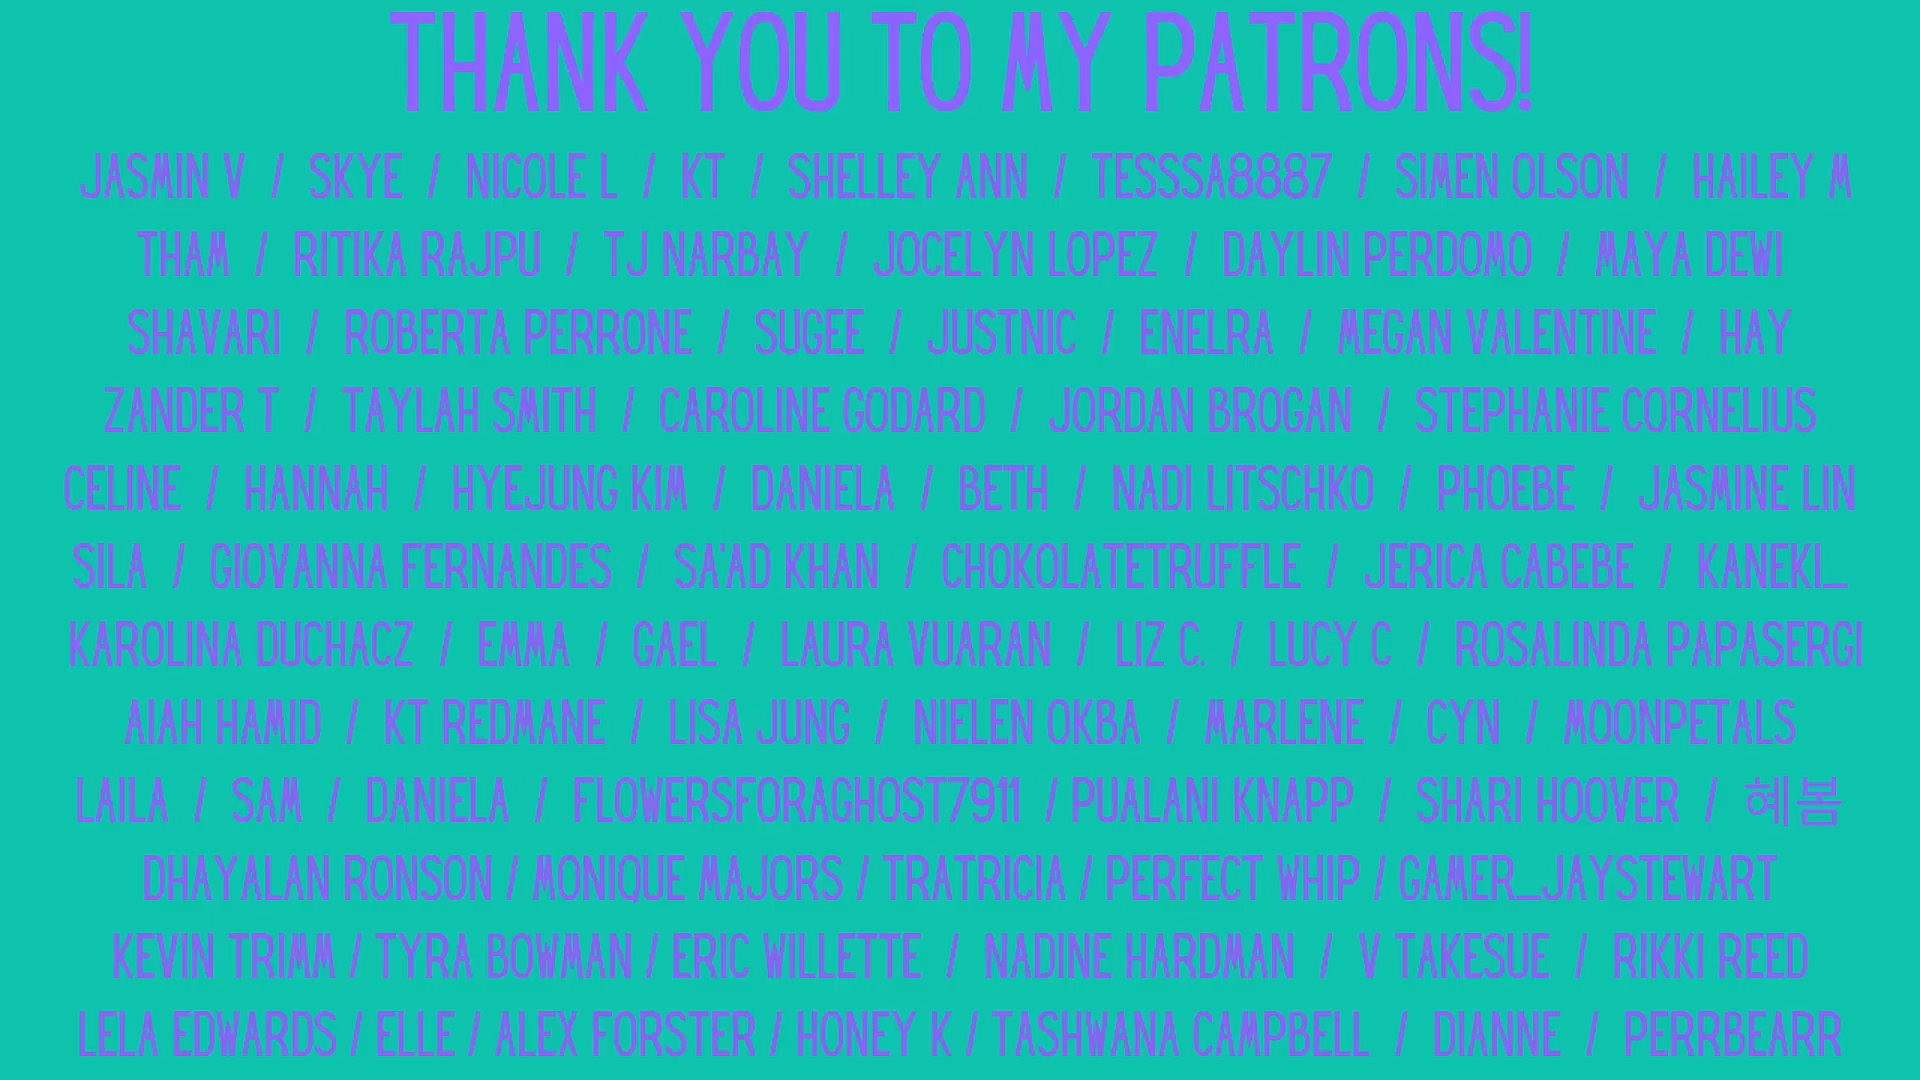 THANK YOU TO MY PATRONS!
JASMIN V / SKYE / NICOLE L / KT / SHELLEY ANN / TESSSA8887 / SIMEN OLSON / HAILEY M
THAM / RITIKA RAJPU / TJ NARBAY / JOCELYN LOPEZ / DAYLIN PERDOMO / MAYA DEWI
SHAVARI / ROBERTA PERRONE / SUGEE / JUSTNIC / ENELRA / MEGAN VALENTINE / HAY
ZANDER T / TAYLAH SMITH / CAROLINE GODARD / JORDAN BROGAN / STEPHANIE CORNELIUS
CELINE / HANNAH / HYEJUNG KIM / DANIELA / BETH / NADI LITSCHKO / PHOEBE / JASMINE LIN
SILA / GIOVANNA FERNANDES / SA'AD KHAN / CHOKOLATETRUFFLE / JERICA CABEBE / KANEKI_
KAROLINA DUCHACZ / EMMA / GAEL / LAURA VUARAN / LIZ C. / LUCY C / ROSALINDA PAPASERGI
AIAH HAMID / KT REDMANE / LISA JUNG / NIELEN OKBA / MARLENE / CYN / MOONPETALS
LAILA / SAM / DANIELA / FLOWERSFORAGHOST7911 / PUALANI KNAPP / SHARI HOOVER / 혜봄
DHAYALAN RONSON / MONIQUE MAJORS / TRATRICIA / PERFECT WHIP / GAMER_JAYSTEWART
KEVIN TRIMM / TYRA BOWMAN / ERIC WILLETTE / NADINE HARDMAN / V TAKESUE / RIKKI REED
LELA EDWARDS / ELLE / ALEX FORSTER / HONEY K / TASHWANA CAMPBELL / DIANNE / PERRBEARR